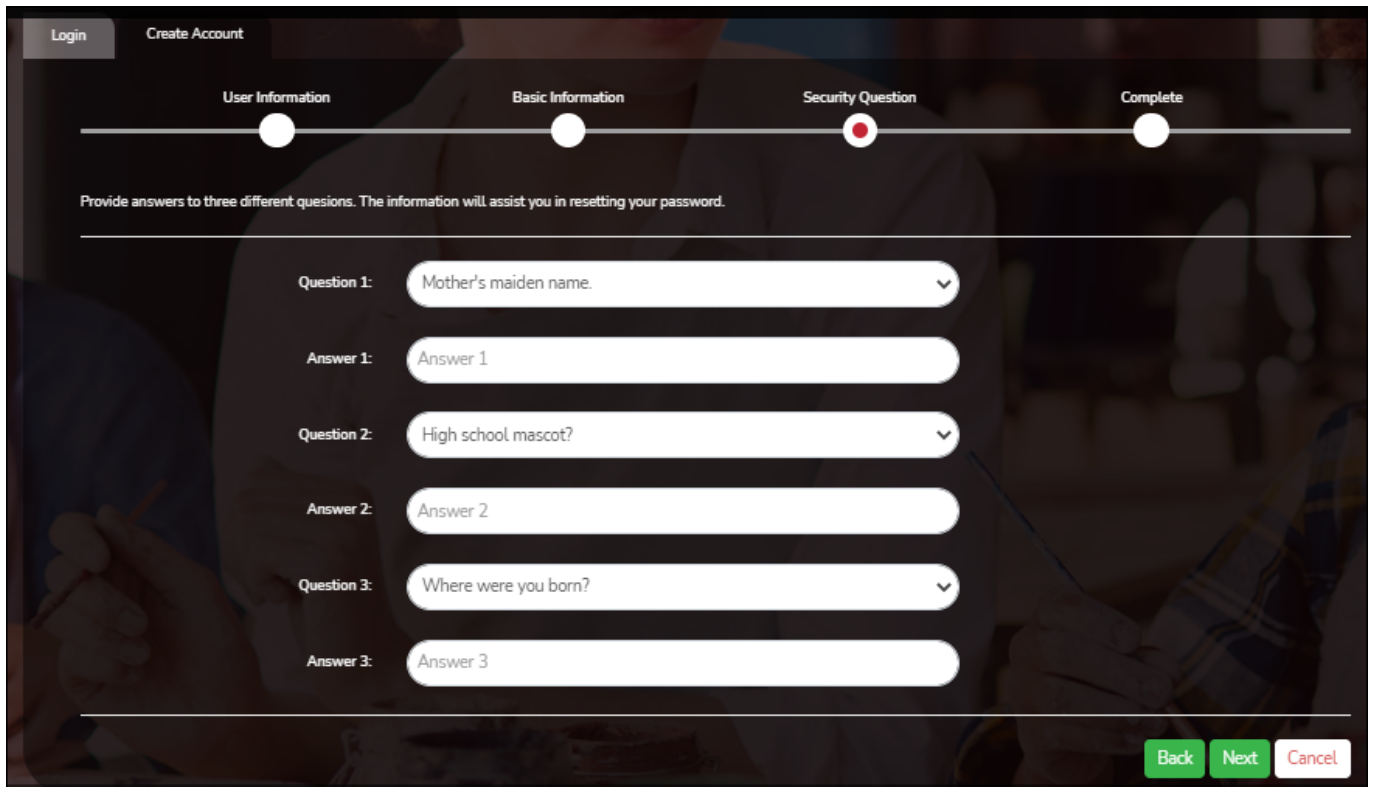 Login Create Account
User Information Basic Information Security Question Complete
Provide answers to three different quesions. The information will assist you in resetting your password.
Question 1: Mother's maiden name.
Answer 1: Answer 1
Question 2: High school mascot?
Answer 2: Answer 2
Question 3: Where were you born?
Answer 3: Answer 3
Back Next Cancel